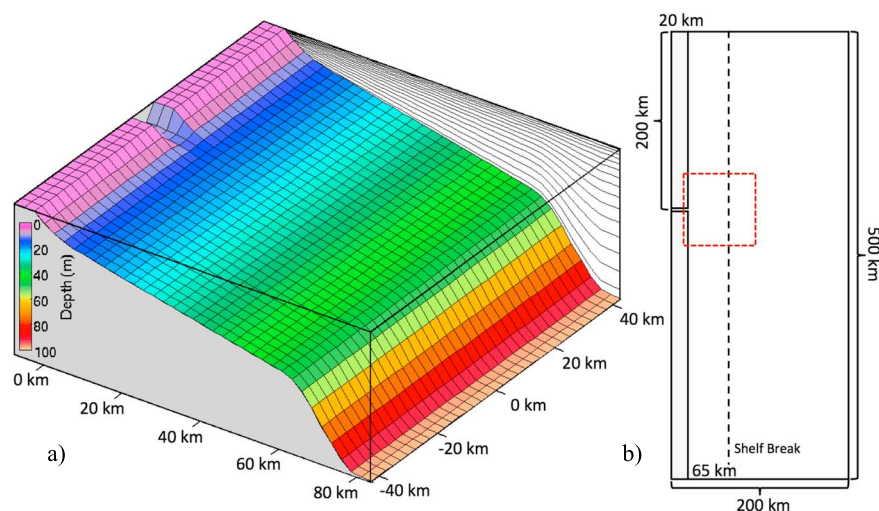 0
20
40
60
80
100
Depth (m)
0 km
20 km
40 km
60 km
80 km
-40 km
-20 km
0 km
20 km
40 km
a)
b)
20 km
200 km
500 km
Shelf Break
65 km
200 km